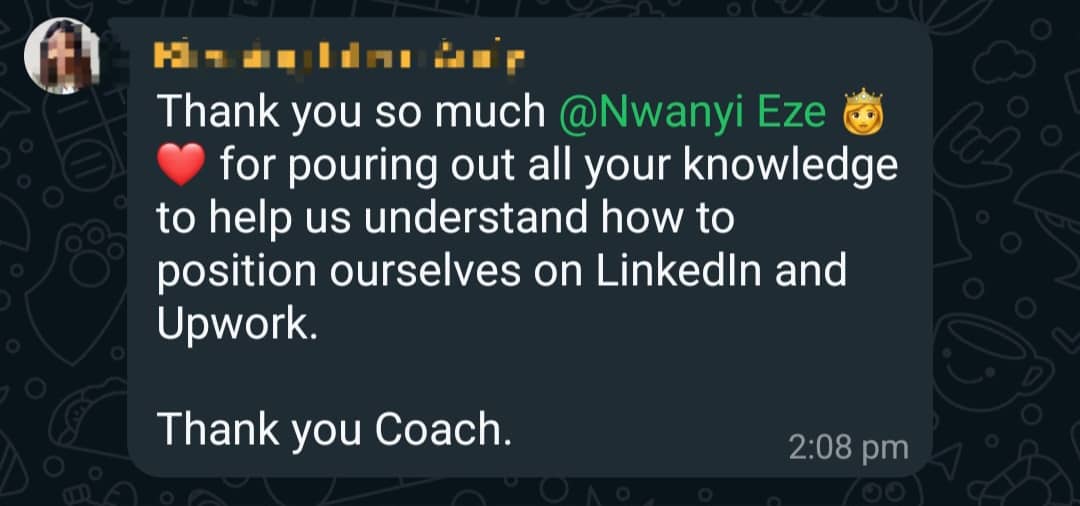 Thank you so much @Nwanyi Eze 👸
❤️ for pouring out all your knowledge
to help us understand how to
position ourselves on LinkedIn and
Upwork.
Thank you Coach.
2:08 pm